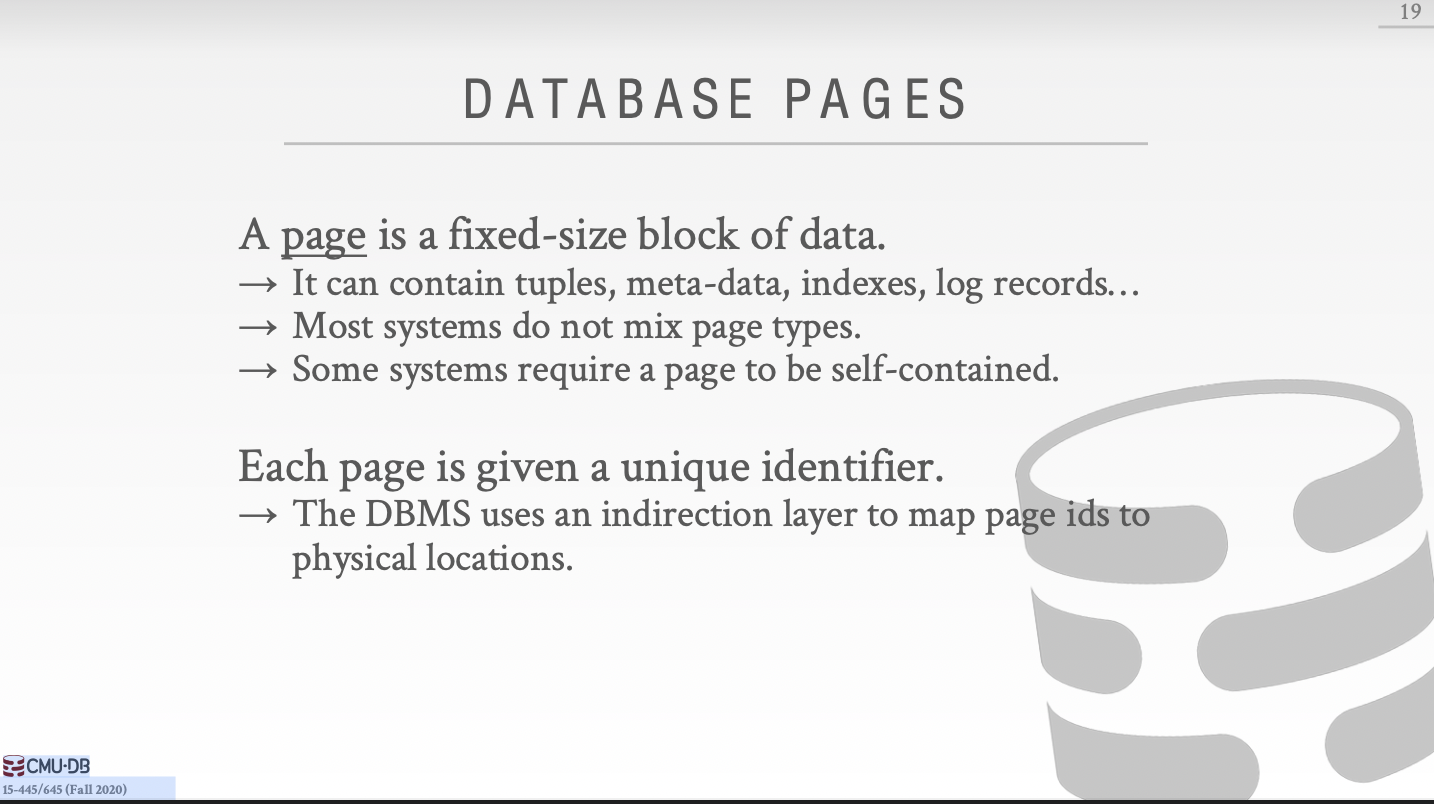 19
DATABASE PAGES
A page is a fixed-size block of data.
→ It can contain tuples, meta-data, indexes, log records…
→ Most systems do not mix page types.
→ Some systems require a page to be self-contained.
Each page is given a unique identifier.
→ The DBMS uses an indirection layer to map page ids to
physical locations.
CMU·DB
15-445/645 (Fall 2020)